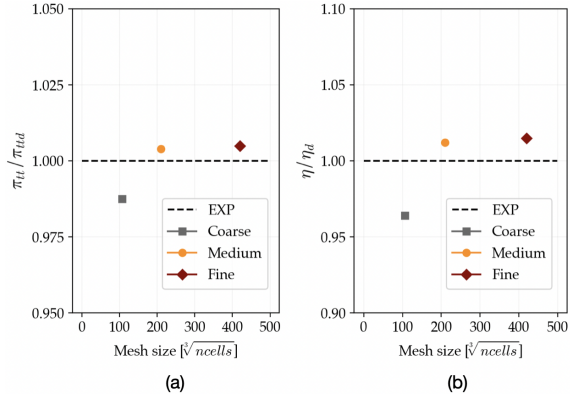 1.050
1.025
1.000
0.975
0.950
π_tt / π_ttd
EXP
Coarse
Medium
Fine
0 100 200 300 400 500
Mesh size [∛ncells]
(a)
1.10
1.05
1.00
0.95
0.90
η/η_d
EXP
Coarse
Medium
Fine
0 100 200 300 400 500
Mesh size [∛ncells]
(b)